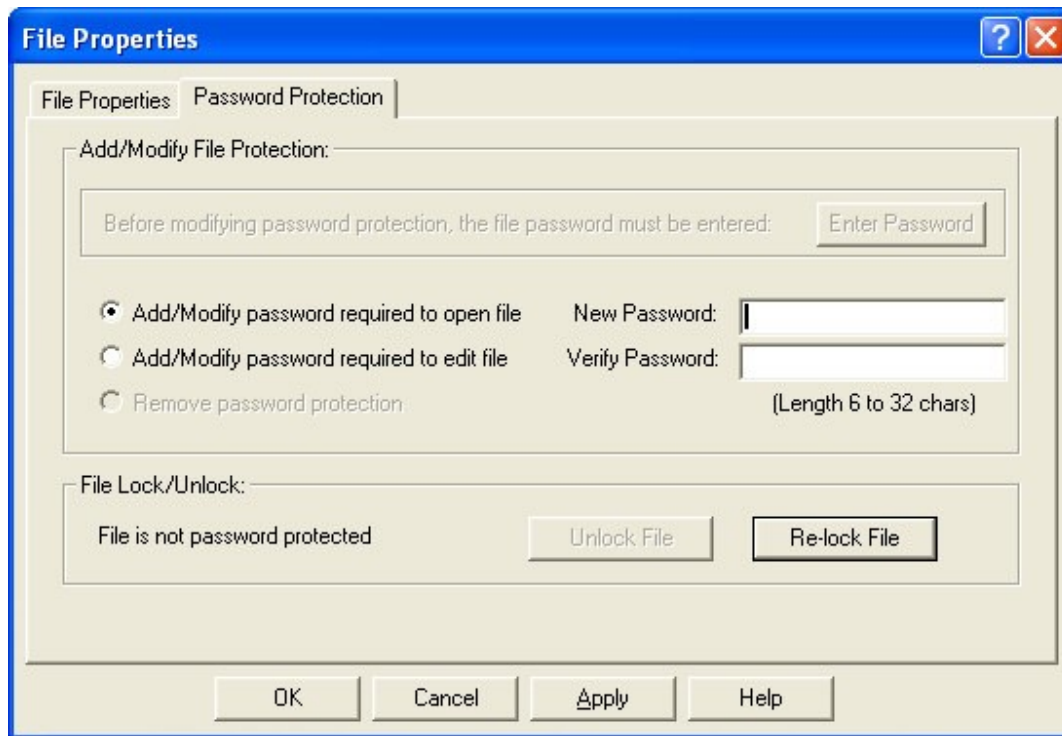 File Properties
File Properties Password Protection
Add/Modify File Protection:
Before modifying password protection, the file password must be entered: Enter Password
Add/Modify password required to open file New Password:
Add/Modify password required to edit file Verify Password:
Remove password protection (Length 6 to 32 chars)
File Lock/Unlock:
File is not password protected Unlock File Re-lock File
OK Cancel Apply Help